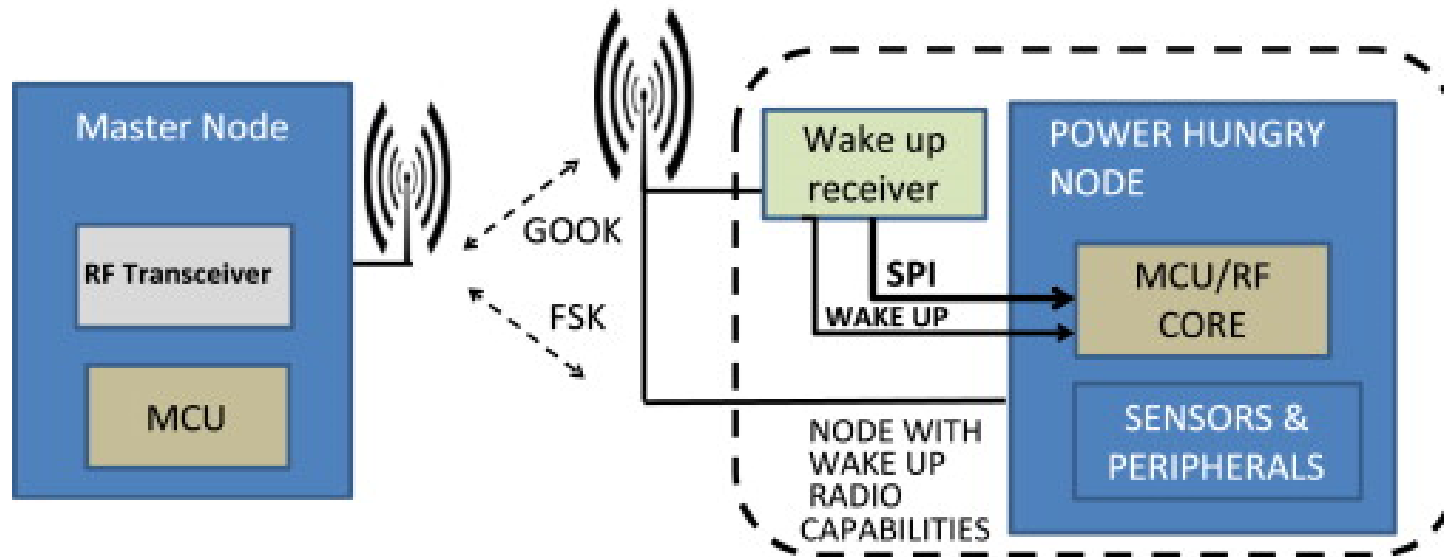 Master Node
RF Transceiver
MCU
GOOK
FSK
Wake up
receiver
SPI
WAKE UP
NODE WITH
WAKE UP
RADIO
CAPABILITIES
POWER HUNGRY
NODE
MCU/RF
CORE
SENSORS &
PERIPHERALS